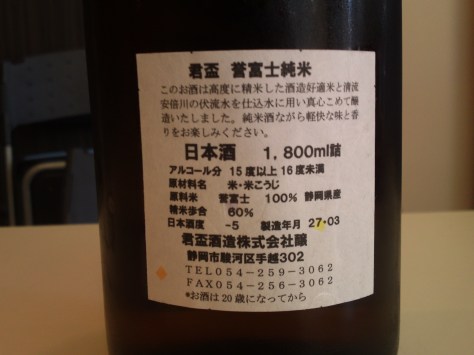 君盃 誉富士純米
このお酒は高度に精米した酒造好適米と清流
安倍川の伏流水を仕込水に用い真心こめて醸
造いたしました。純米酒ながら軽快な味と香
りをお楽しみください。
日本酒 1,800ml詰
アルコール分 15度以上16度未満
原材料名 米・米こうじ
原料米 誉富士 100% 静岡県産
精米歩合 60%
日本酒度 -5 製造年月 27・03
君盃酒造株式会社醸
静岡市駿河区手越302
TEL054-259-3062
FAX054-256-3062
*お酒は20歳になってから